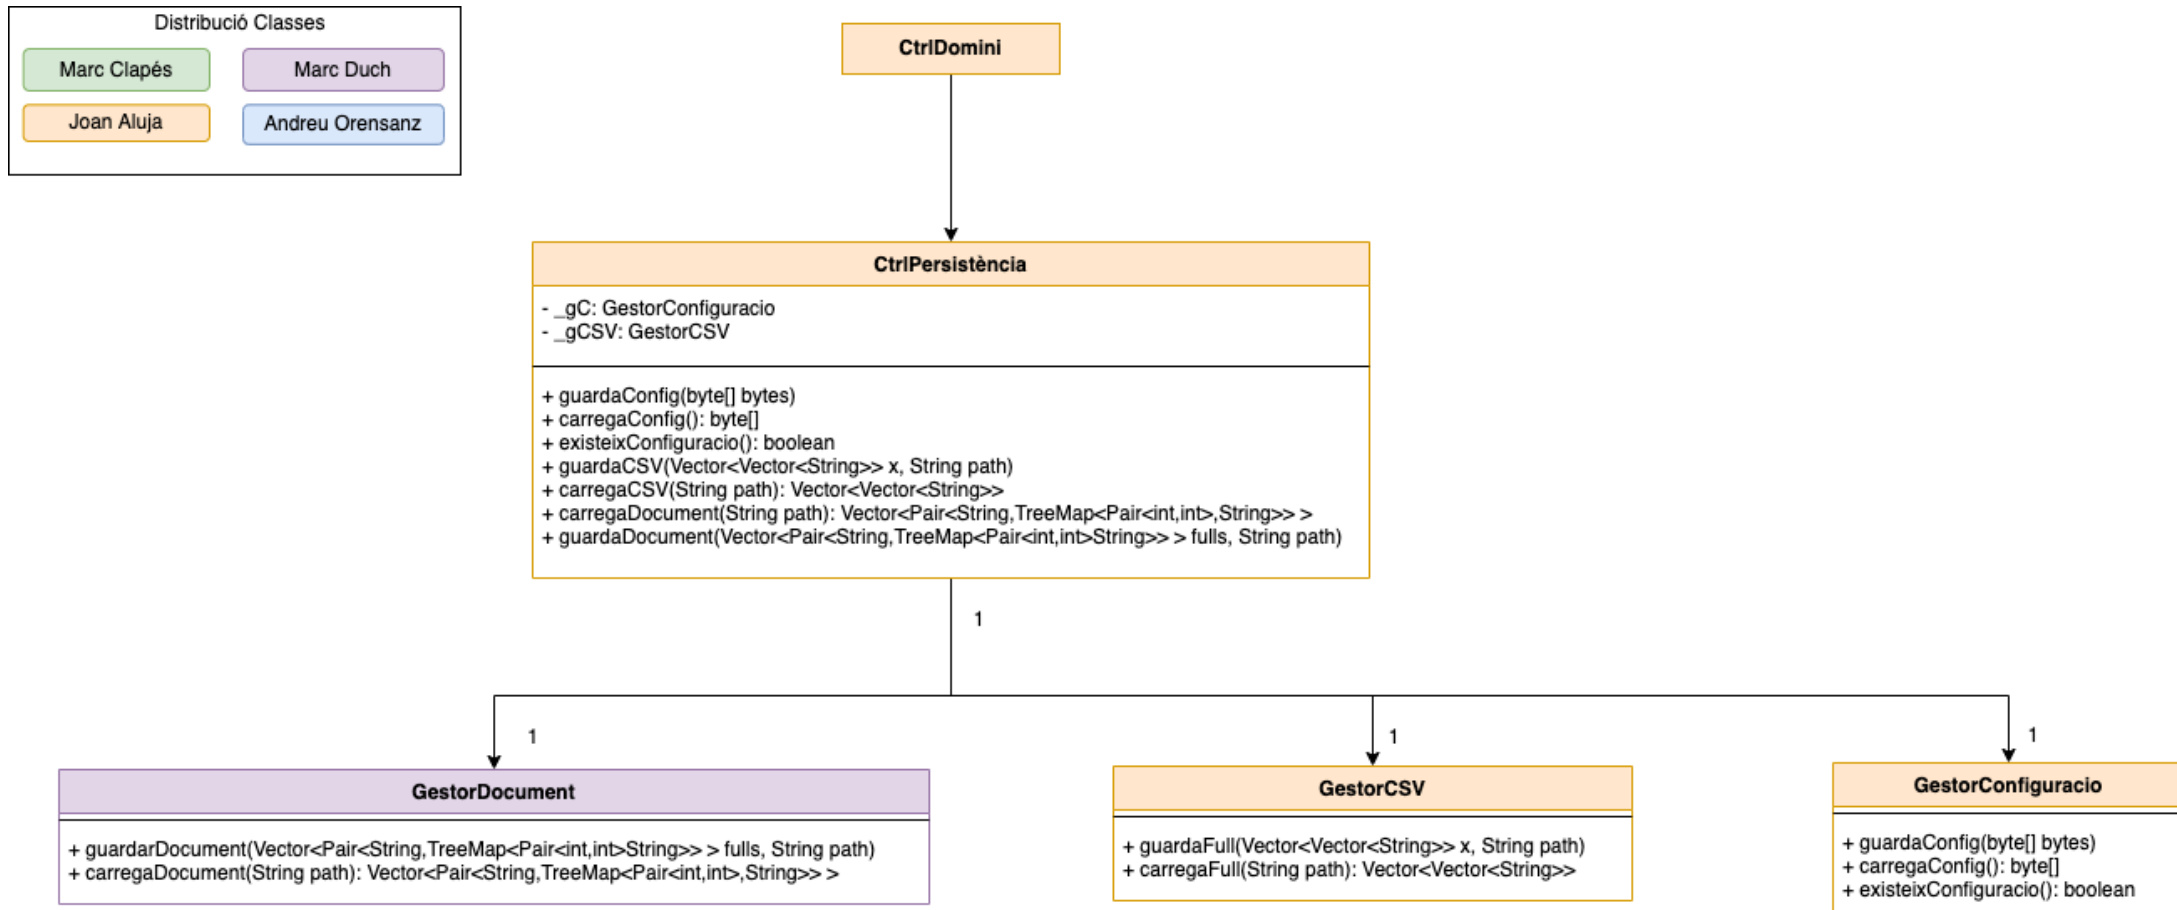 Distribució Classes
Marc Clapés
Marc Duch
Joan Aluja
Andreu Orensanz
CtrlDomini
CtrlPersistència
- _gC: GestorConfiguracio
- _gCSV: GestorCSV
+ guardaConfig(byte[] bytes)
+ carregaConfig(): byte[]
+ existeixConfiguracio(): boolean
+ guardaCSV(Vector<Vector<String>> x, String path)
+ carregaCSV(String path): Vector<Vector<String>>
+ carregaDocument(String path): Vector<Pair<String,TreeMap<Pair<int,int>,String>> >
+ guardaDocument(Vector<Pair<String,TreeMap<Pair<int,int>String>> > fulls, String path)
1
1
1
1
GestorDocument
+ guardarDocument(Vector<Pair<String,TreeMap<Pair<int,int>String>> > fulls, String path)
+ carregaDocument(String path): Vector<Pair<String,TreeMap<Pair<int,int>,String>> >
GestorCSV
+ guardaFull(Vector<Vector<String>> x, String path)
+ carregaFull(String path): Vector<Vector<String>>
GestorConfiguracio
+ guardaConfig(byte[] bytes)
+ carregaConfig(): byte[]
+ existeixConfiguracio(): boolean